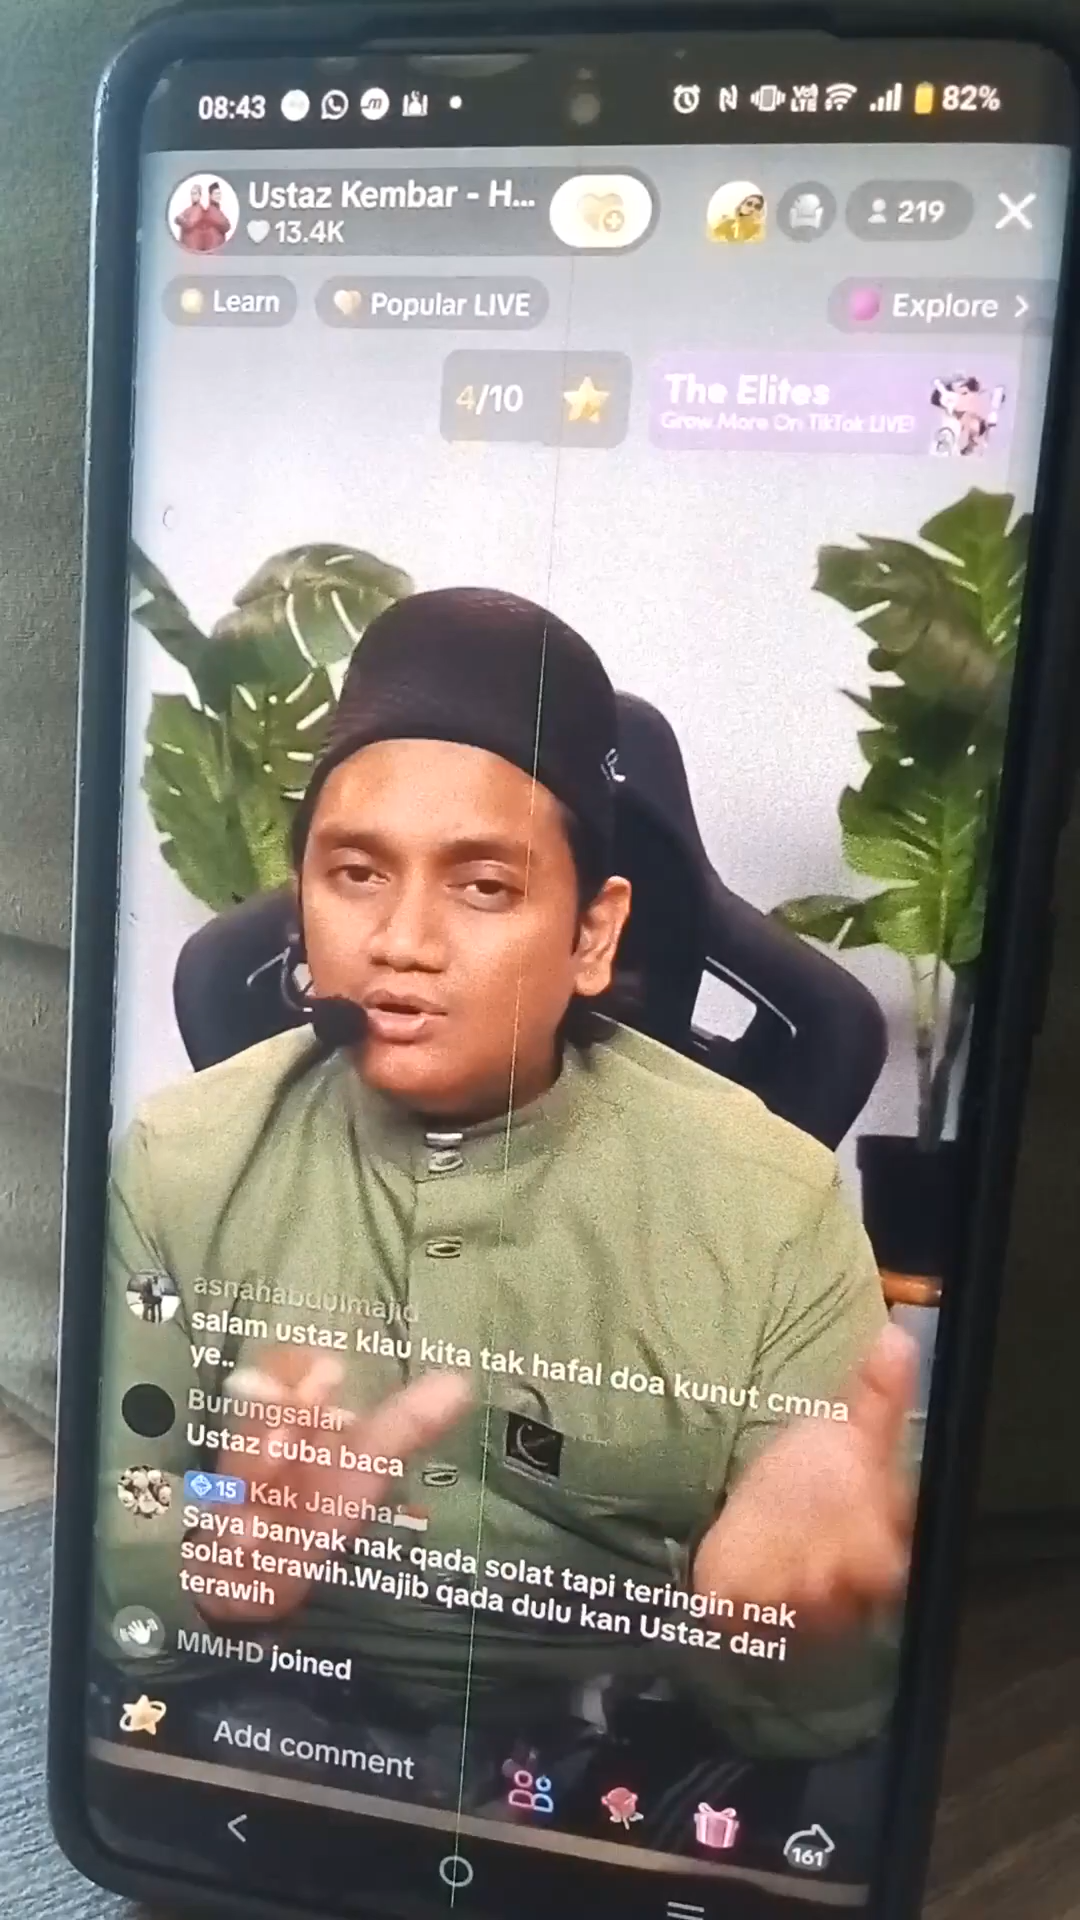 08:43
82%
Ustaz Kembar - H...
13.4K
219
Learn
Popular LIVE
Explore >
4/10
The Elites
Grow More On TikTok LIVE!
asnahabdulmajid
salam ustaz klau kita tak hafal doa kunut cmna
ye..
Burungsalar
Ustaz cuba baca
15 Kak Jaleha
Saya banyak nak qada solat tapi teringin nak
solat terawih.Wajib qada dulu kan Ustaz dari
terawih
MMHD joined
Add comment
161